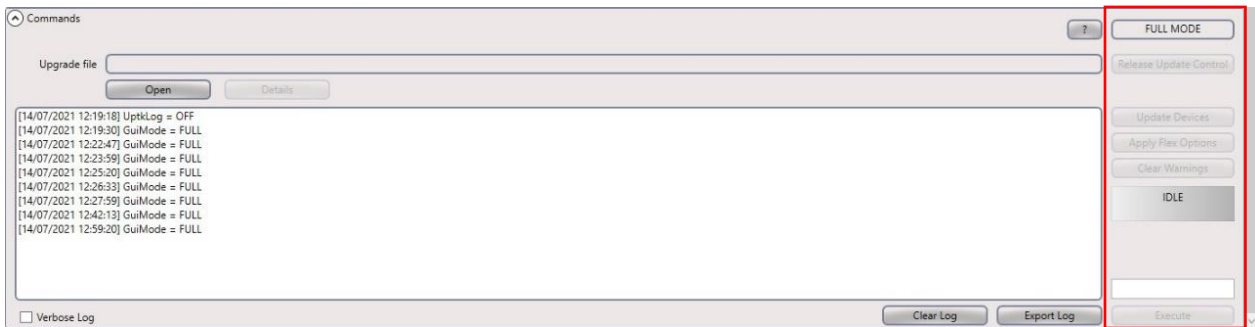 Commands
? FULL MODE
Upgrade file Release Update Control
Open Details
[14/07/2021 12:19:18] UptkLog = OFF
[14/07/2021 12:19:30] GuiMode = FULL
[14/07/2021 12:22:47] GuiMode = FULL
[14/07/2021 12:23:59] GuiMode = FULL
[14/07/2021 12:25:20] GuiMode = FULL
[14/07/2021 12:26:33] GuiMode = FULL
[14/07/2021 12:27:59] GuiMode = FULL
[14/07/2021 12:42:13] GuiMode = FULL
[14/07/2021 12:59:20] GuiMode = FULL
Update Devices
Apply Flex Options
Clear Warnings
IDLE
Verbose Log Clear Log Export Log Execute